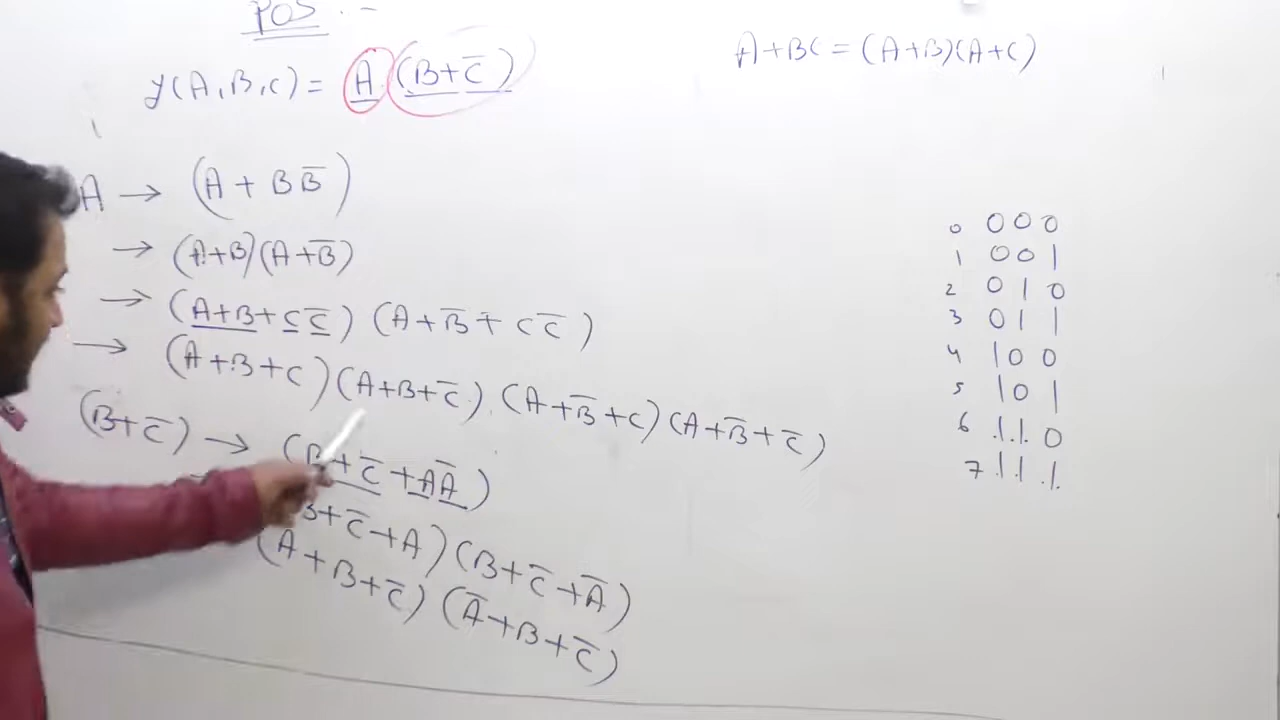 POS :-
y(A,B,C) = A.(B+C̅)
A+BC = (A+B)(A+C)
A → (A + BB̅)
→ (A+B)(A+B̅)
→ (A+B+CC̅) (A+B̅+CC̅)
→ (A+B+C)(A+B+C̅).(A+B̅+C)(A+B̅+C̅)
(B+C̅) → (B+C̅+AA̅)
B+C̅+A)(B+C̅+A̅)
(A+B+C̅)(A̅+B+C̅)
0 000
1 001
2 010
3 011
4 100
5 101
6 110
7 111